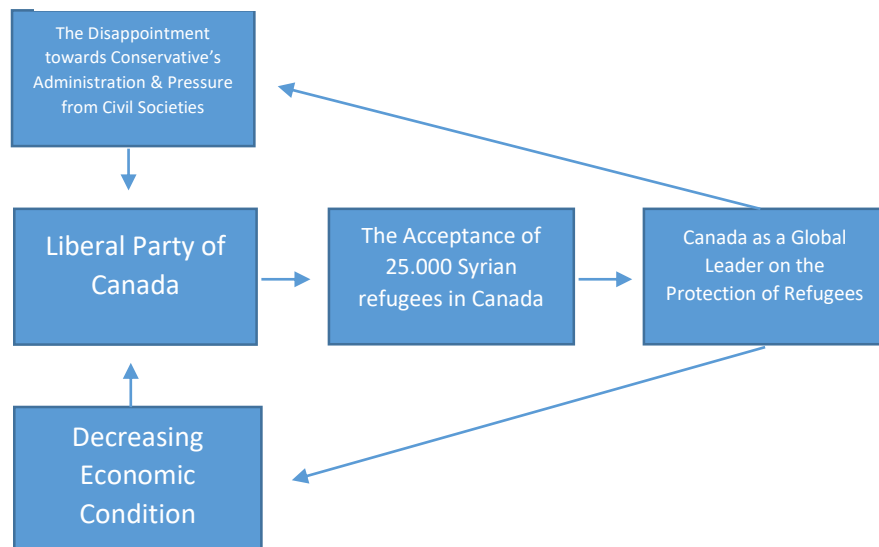 The Disappointment
towards Conservative's
Administration & Pressure
from Civil Societies
Liberal Party of
Canada
The Acceptance of
25.000 Syrian
refugees in Canada
Canada as a Global
Leader on the
Protection of Refugees
Decreasing
Economic
Condition